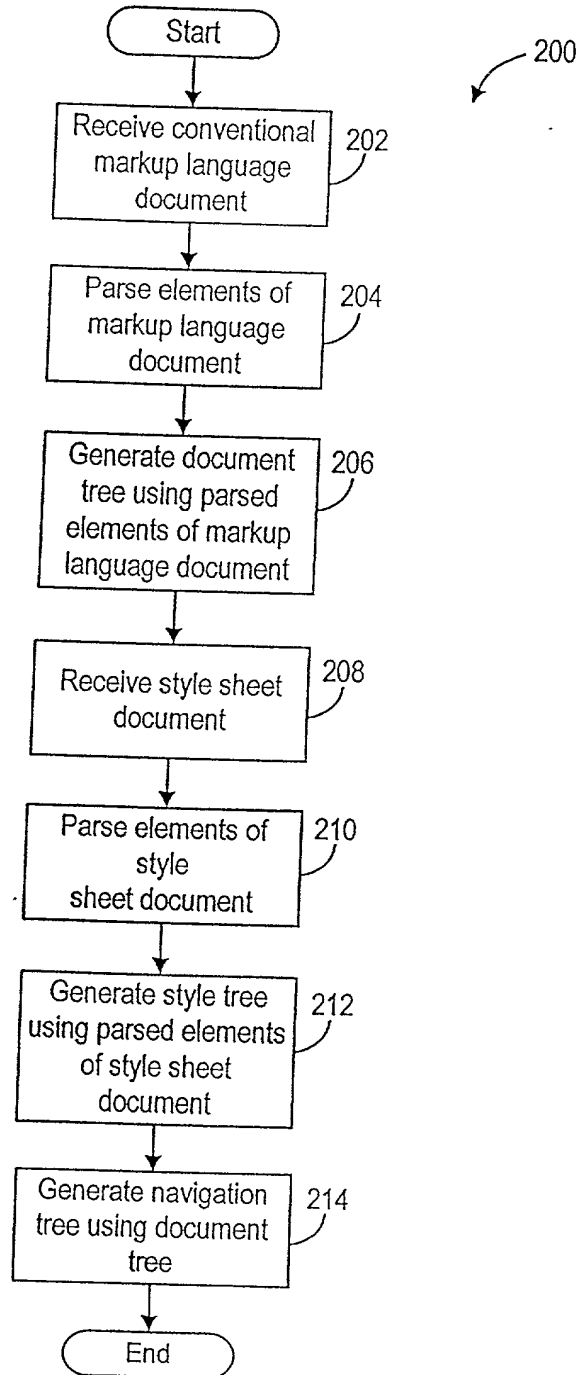 Start
200
Receive conventional
markup language
document
202
Parse elements of
markup language
document
204
Generate document
tree using parsed
elements of markup
language document
206
Receive style sheet
document
208
Parse elements of
style
sheet document
210
Generate style tree
using parsed elements
of style sheet
document
212
Generate navigation
tree using document
tree
214
End